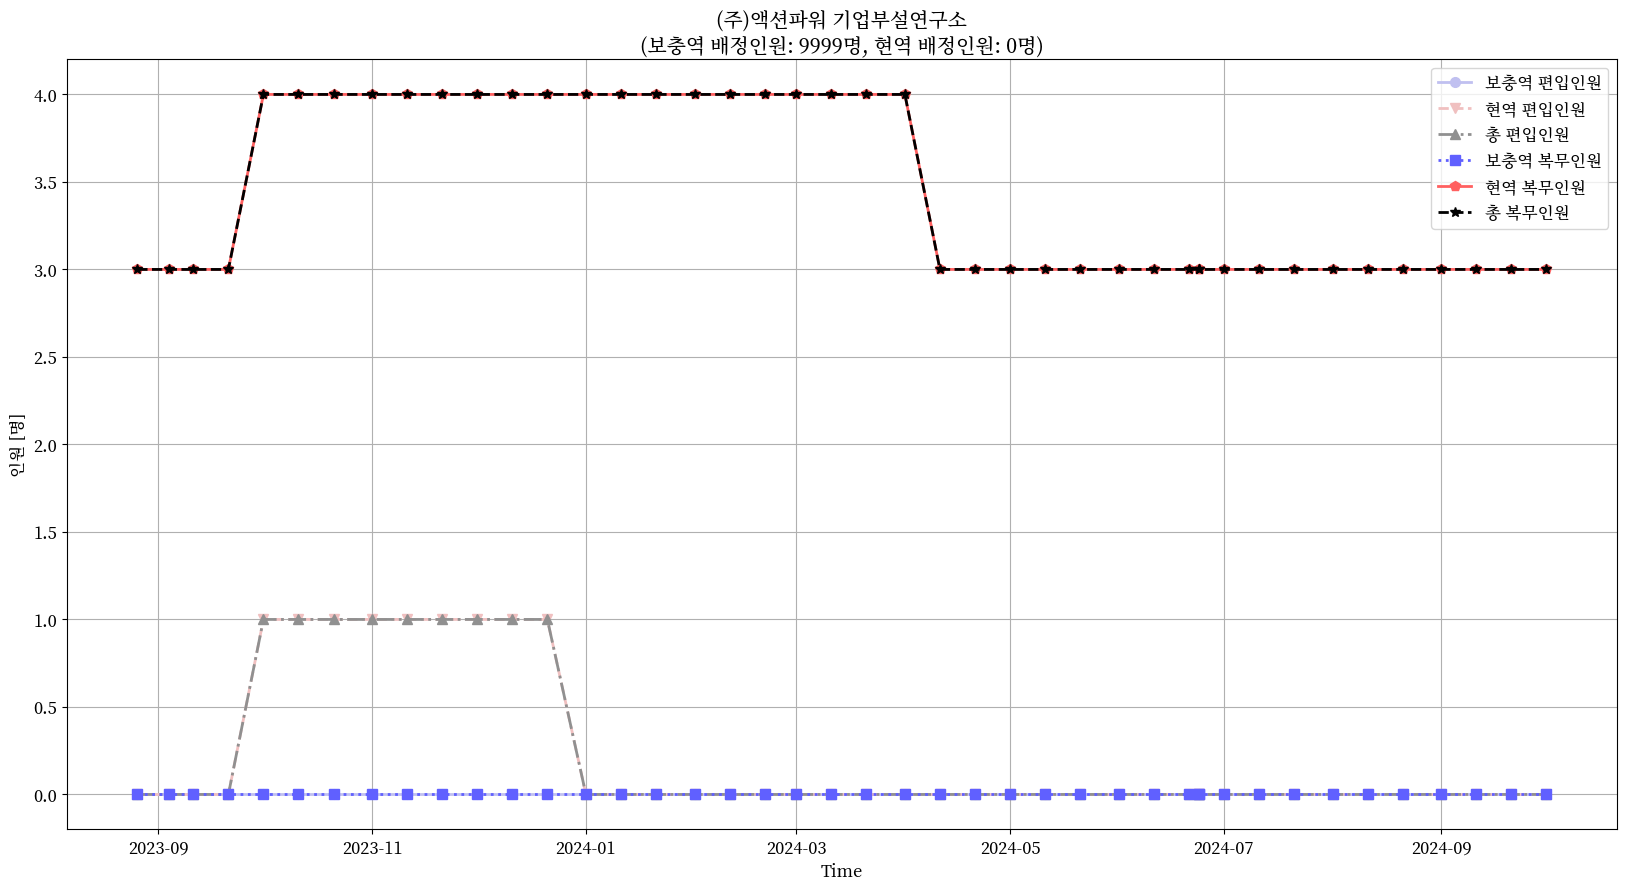 (주)액션파워 기업부설연구소
(보충역 배정인원: 9999명, 현역 배정인원: 0명)
보충역 편입인원
현역 편입인원
총 편입인원
보충역 복무인원
현역 복무인원
총 복무인원
인원 [명]
4.0
3.5
3.0
2.5
2.0
1.5
1.0
0.5
0.0
2023-09
2023-11
2024-01
2024-03
2024-05
2024-07
2024-09
Time